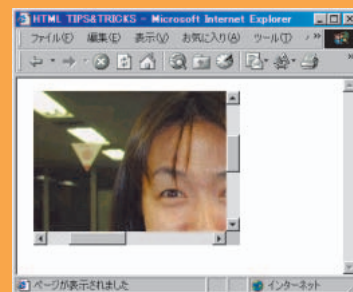 HTML TIPS&TRICKS - Microsoft Internet Explorer
ファイル(F) 編集(E) 表示(V) お気に入り(A) ツール(T)
ページが表示されました インターネット